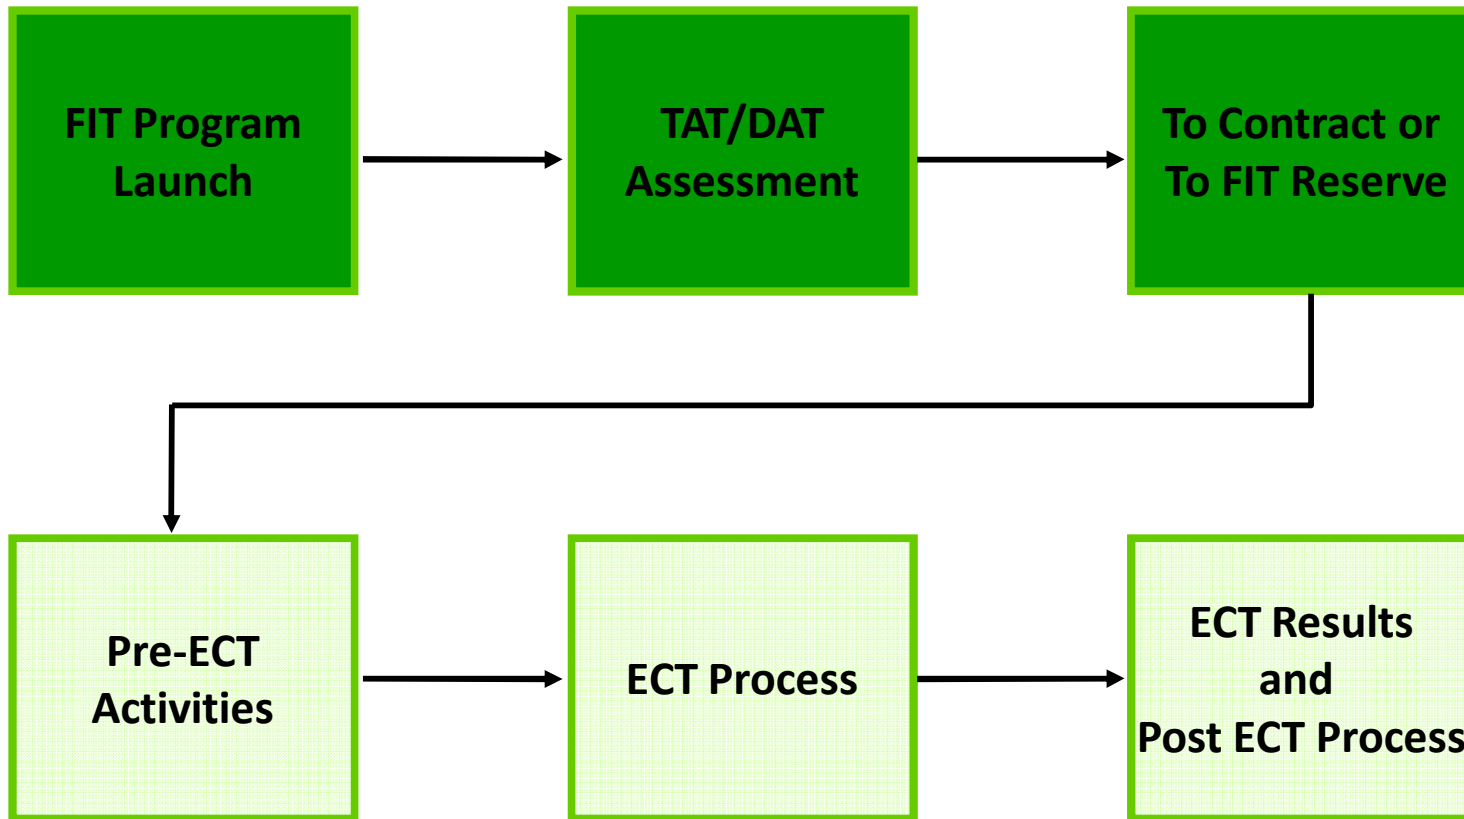 FIT Program
Launch
TAT/DAT
Assessment
To Contract or
To FIT Reserve
Pre-ECT
Activities
ECT Process
ECT Results
and
Post ECT Process